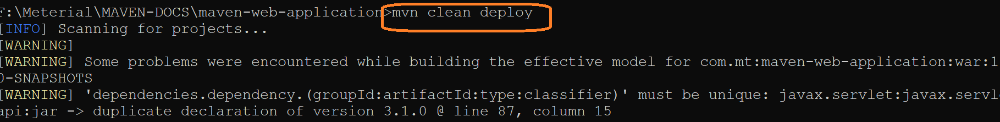 F:\Meterial\MAVEN-DOCS\maven-web-application>mvn clean deploy
[INFO] Scanning for projects...
[WARNING]
[WARNING] Some problems were encountered while building the effective model for com.mt:maven-web-application:war:1
0-SNAPSHOTS
[WARNING] 'dependencies.dependency.(groupId:artifactId:type:classifier)' must be unique: javax.servlet:javax.servl
api:jar -> duplicate declaration of version 3.1.0 @ line 87, column 15